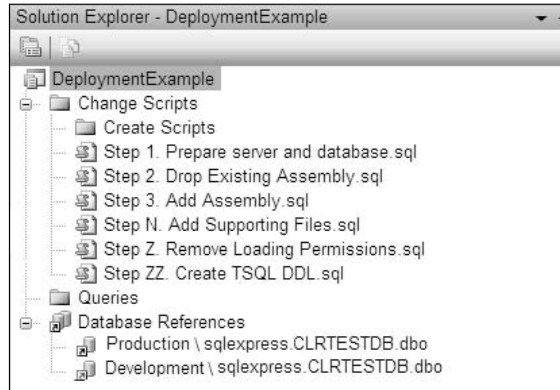 Solution Explorer - DeploymentExample
DeploymentExample
Change Scripts
Create Scripts
Step 1. Prepare server and database.sql
Step 2. Drop Existing Assembly.sql
Step 3. Add Assembly.sql
Step N. Add Supporting Files.sql
Step Z. Remove Loading Permissions.sql
Step ZZ. Create TSQL DDL.sql
Queries
Database References
Production \ sqlexpress.CLRTESTDB.dbo
Development \ sqlexpress.CLRTESTDB.dbo